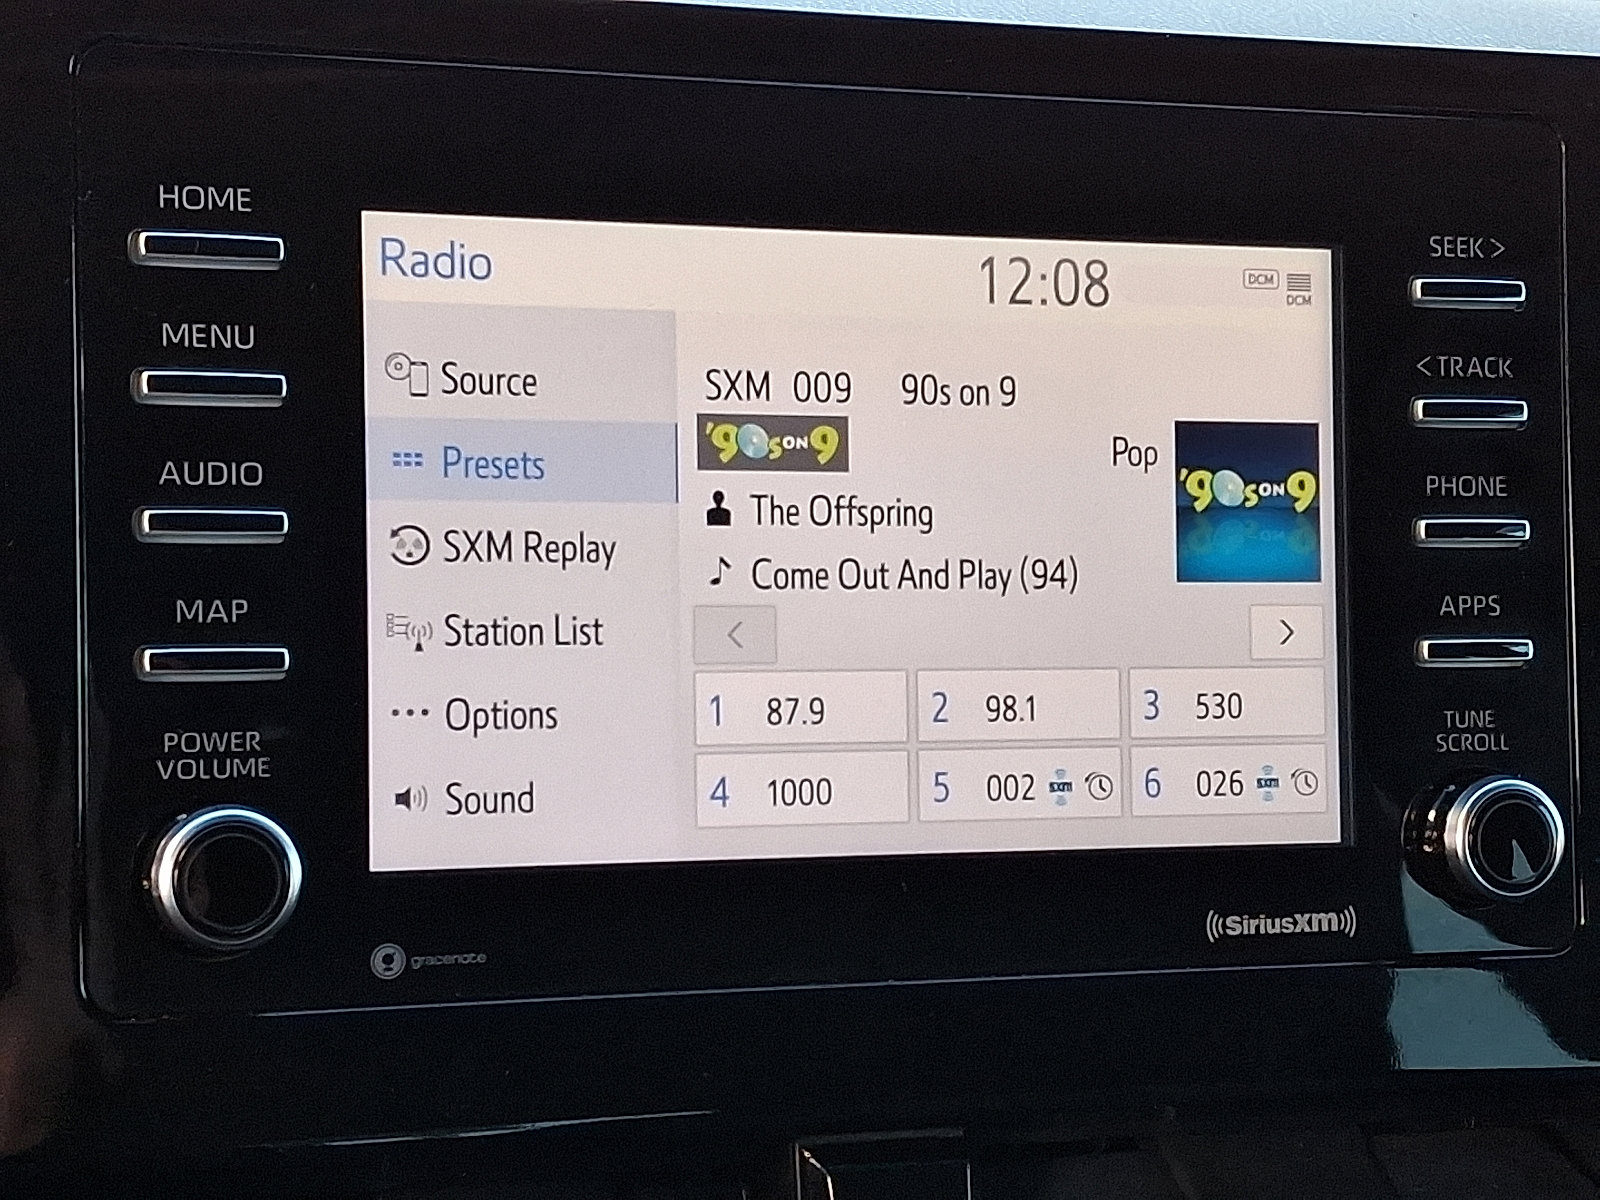 HOME
MENU
AUDIO
MAP
POWER
VOLUME
Radio
12:08
DCM
DCM
Source
Presets
SXM Replay
Station List
Options
Sound
SXM 009 90s on 9
'90s ON 9
Pop
'90s ON 9
The Offspring
Come Out And Play (94)
<
>
1 87.9
2 98.1
3 530
4 1000
5 002 SXM
6 026 SXM
SEEK >
< TRACK
PHONE
APPS
TUNE
SCROLL
gracenote
((SiriusXM))